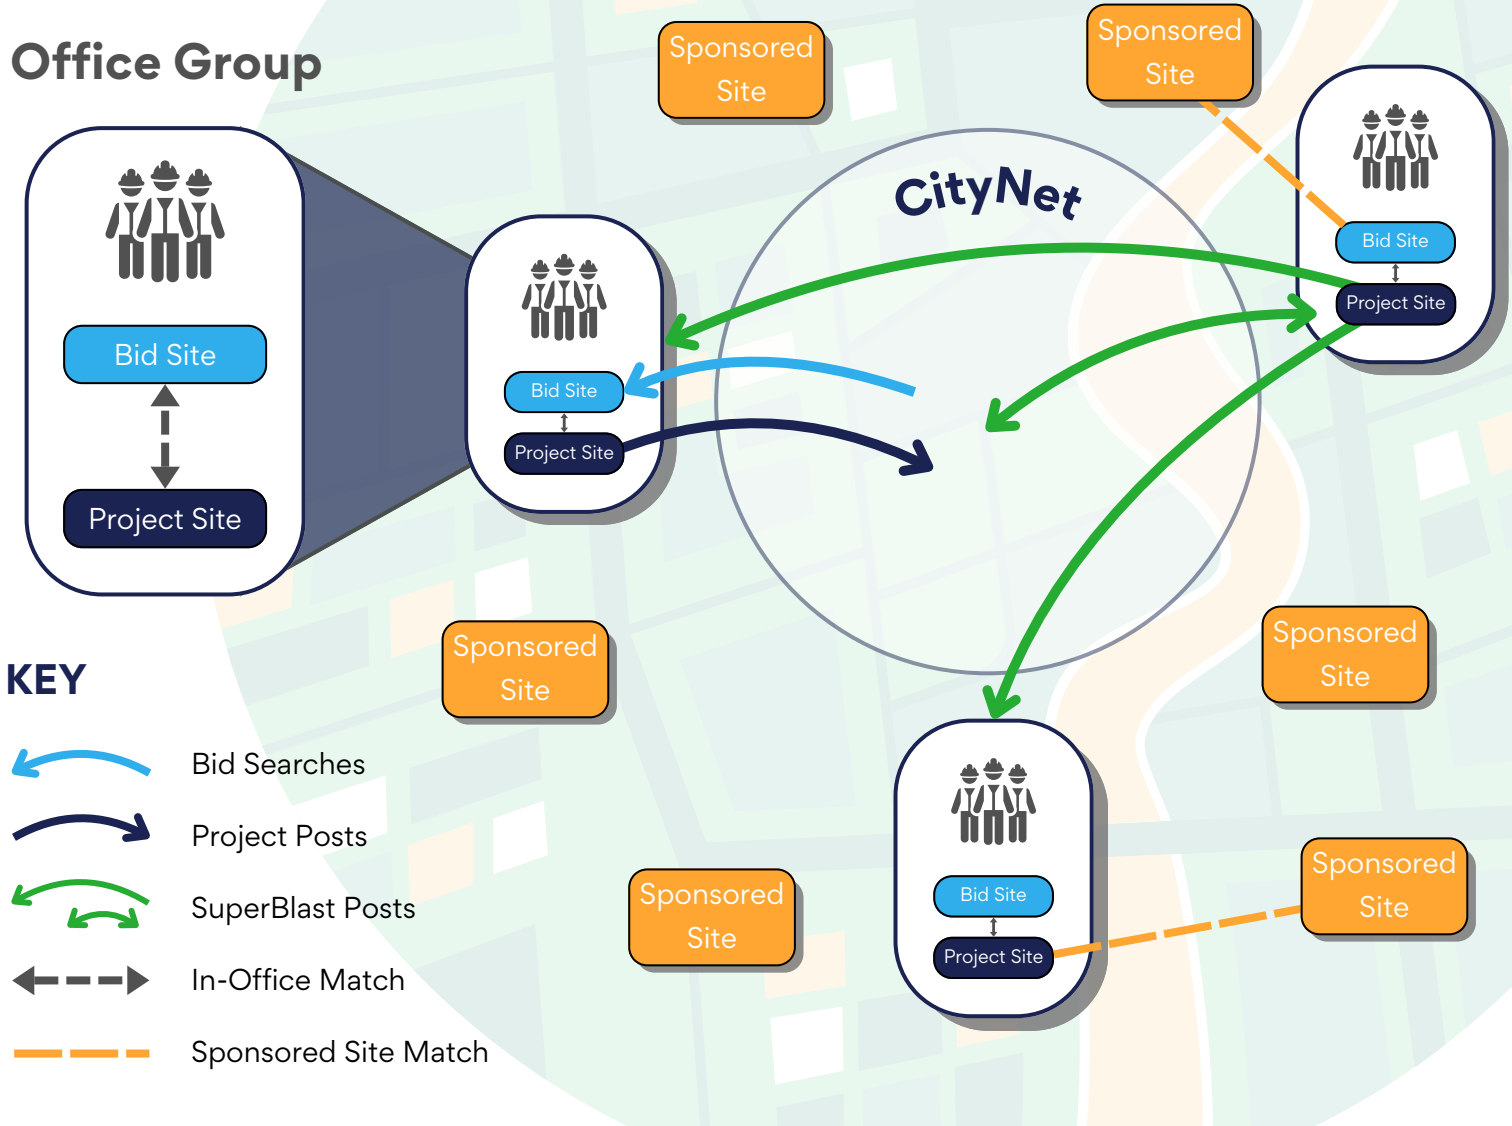 Office Group
Bid Site
Project Site
Sponsored
Site
Sponsored
Site
CityNet
Bid Site
Project Site
Bid Site
Project Site
Sponsored
Site
Sponsored
Site
Sponsored
Site
Bid Site
Project Site
Sponsored
Site
KEY
Bid Searches
Project Posts
SuperBlast Posts
In-Office Match
Sponsored Site Match